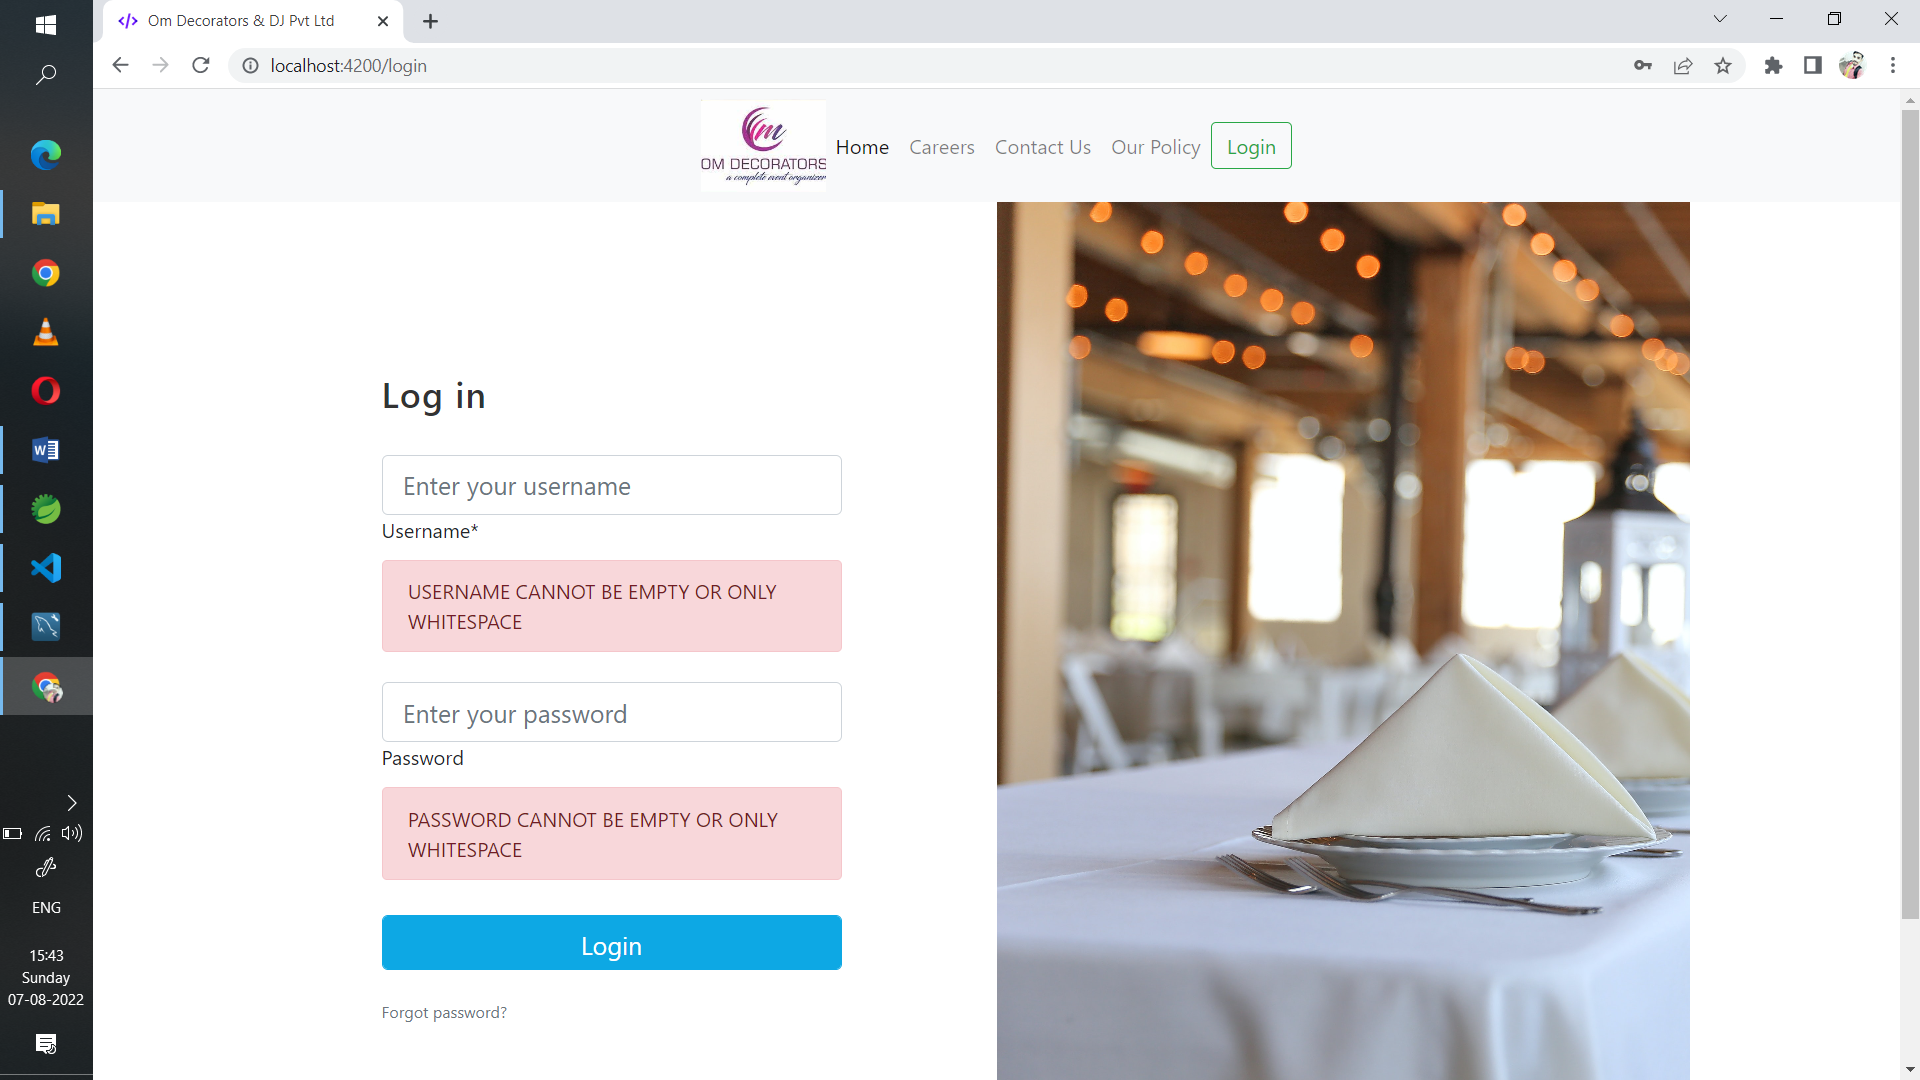 Om Decorators & DJ Pvt Ltd
localhost:4200/login
m
OM DECORATORS
a complete event organizer
Home
Careers
Contact Us
Our Policy
Login
Log in
Enter your username
Username*
USERNAME CANNOT BE EMPTY OR ONLY
WHITESPACE
Enter your password
Password
PASSWORD CANNOT BE EMPTY OR ONLY
WHITESPACE
Login
Forgot password?
ENG
15:43
Sunday
07-08-2022